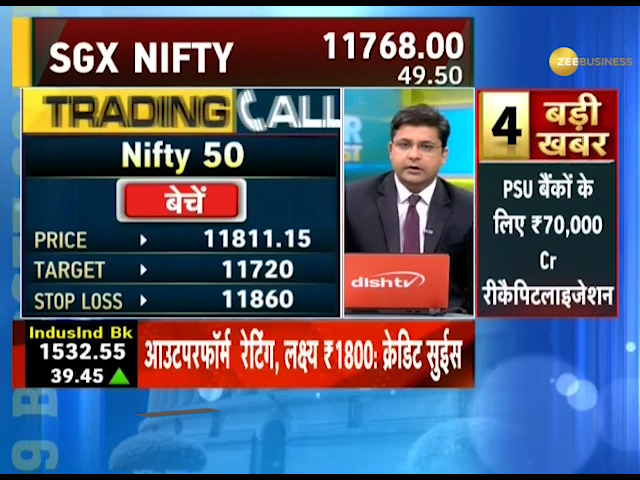 SGX NIFTY 11768.00
49.50
ZEEBUSINESS
TRADING CALL
Nifty 50
बेचें
PRICE 11811.15
TARGET 11720
STOP LOSS 11860
dishtv
4 बड़ी
खबर
PSU बैंकों के
लिए ₹70,000
Cr
रीकैपिटलाइजेशन
IndusInd Bk
1532.55
39.45
आउटपरफॉर्म रेटिंग, लक्ष्य ₹1800: क्रेडिट सुईस